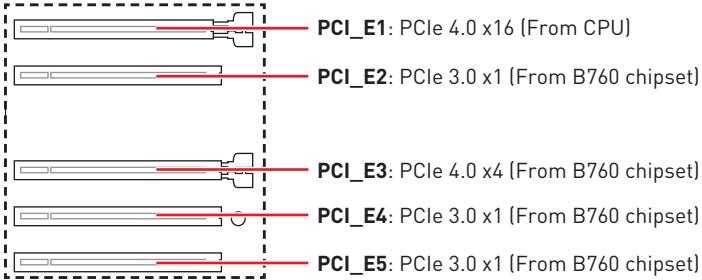 PCI_E1: PCIe 4.0 x16 (From CPU)
PCI_E2: PCIe 3.0 x1 (From B760 chipset)
PCI_E3: PCIe 4.0 x4 (From B760 chipset)
PCI_E4: PCIe 3.0 x1 (From B760 chipset)
PCI_E5: PCIe 3.0 x1 (From B760 chipset)